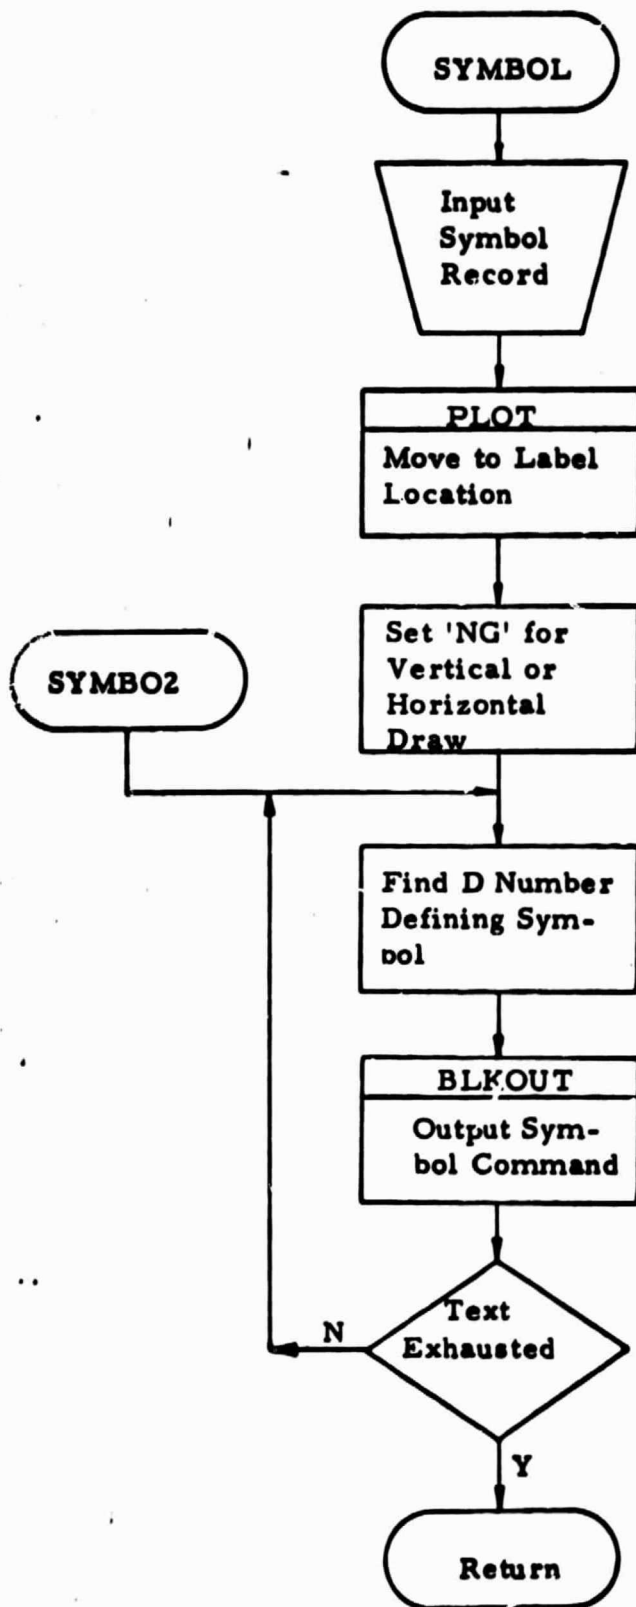 SYMBOL
Input
Symbol
Record
PLOT
Move to Label
Location
Set 'NG' for
Vertical or
Horizontal
Draw
SYMBO2
Find D Number
Defining Sym-
bol
BLKOUT
Output Sym-
bol Command
Text
Exhausted
N
Y
Return